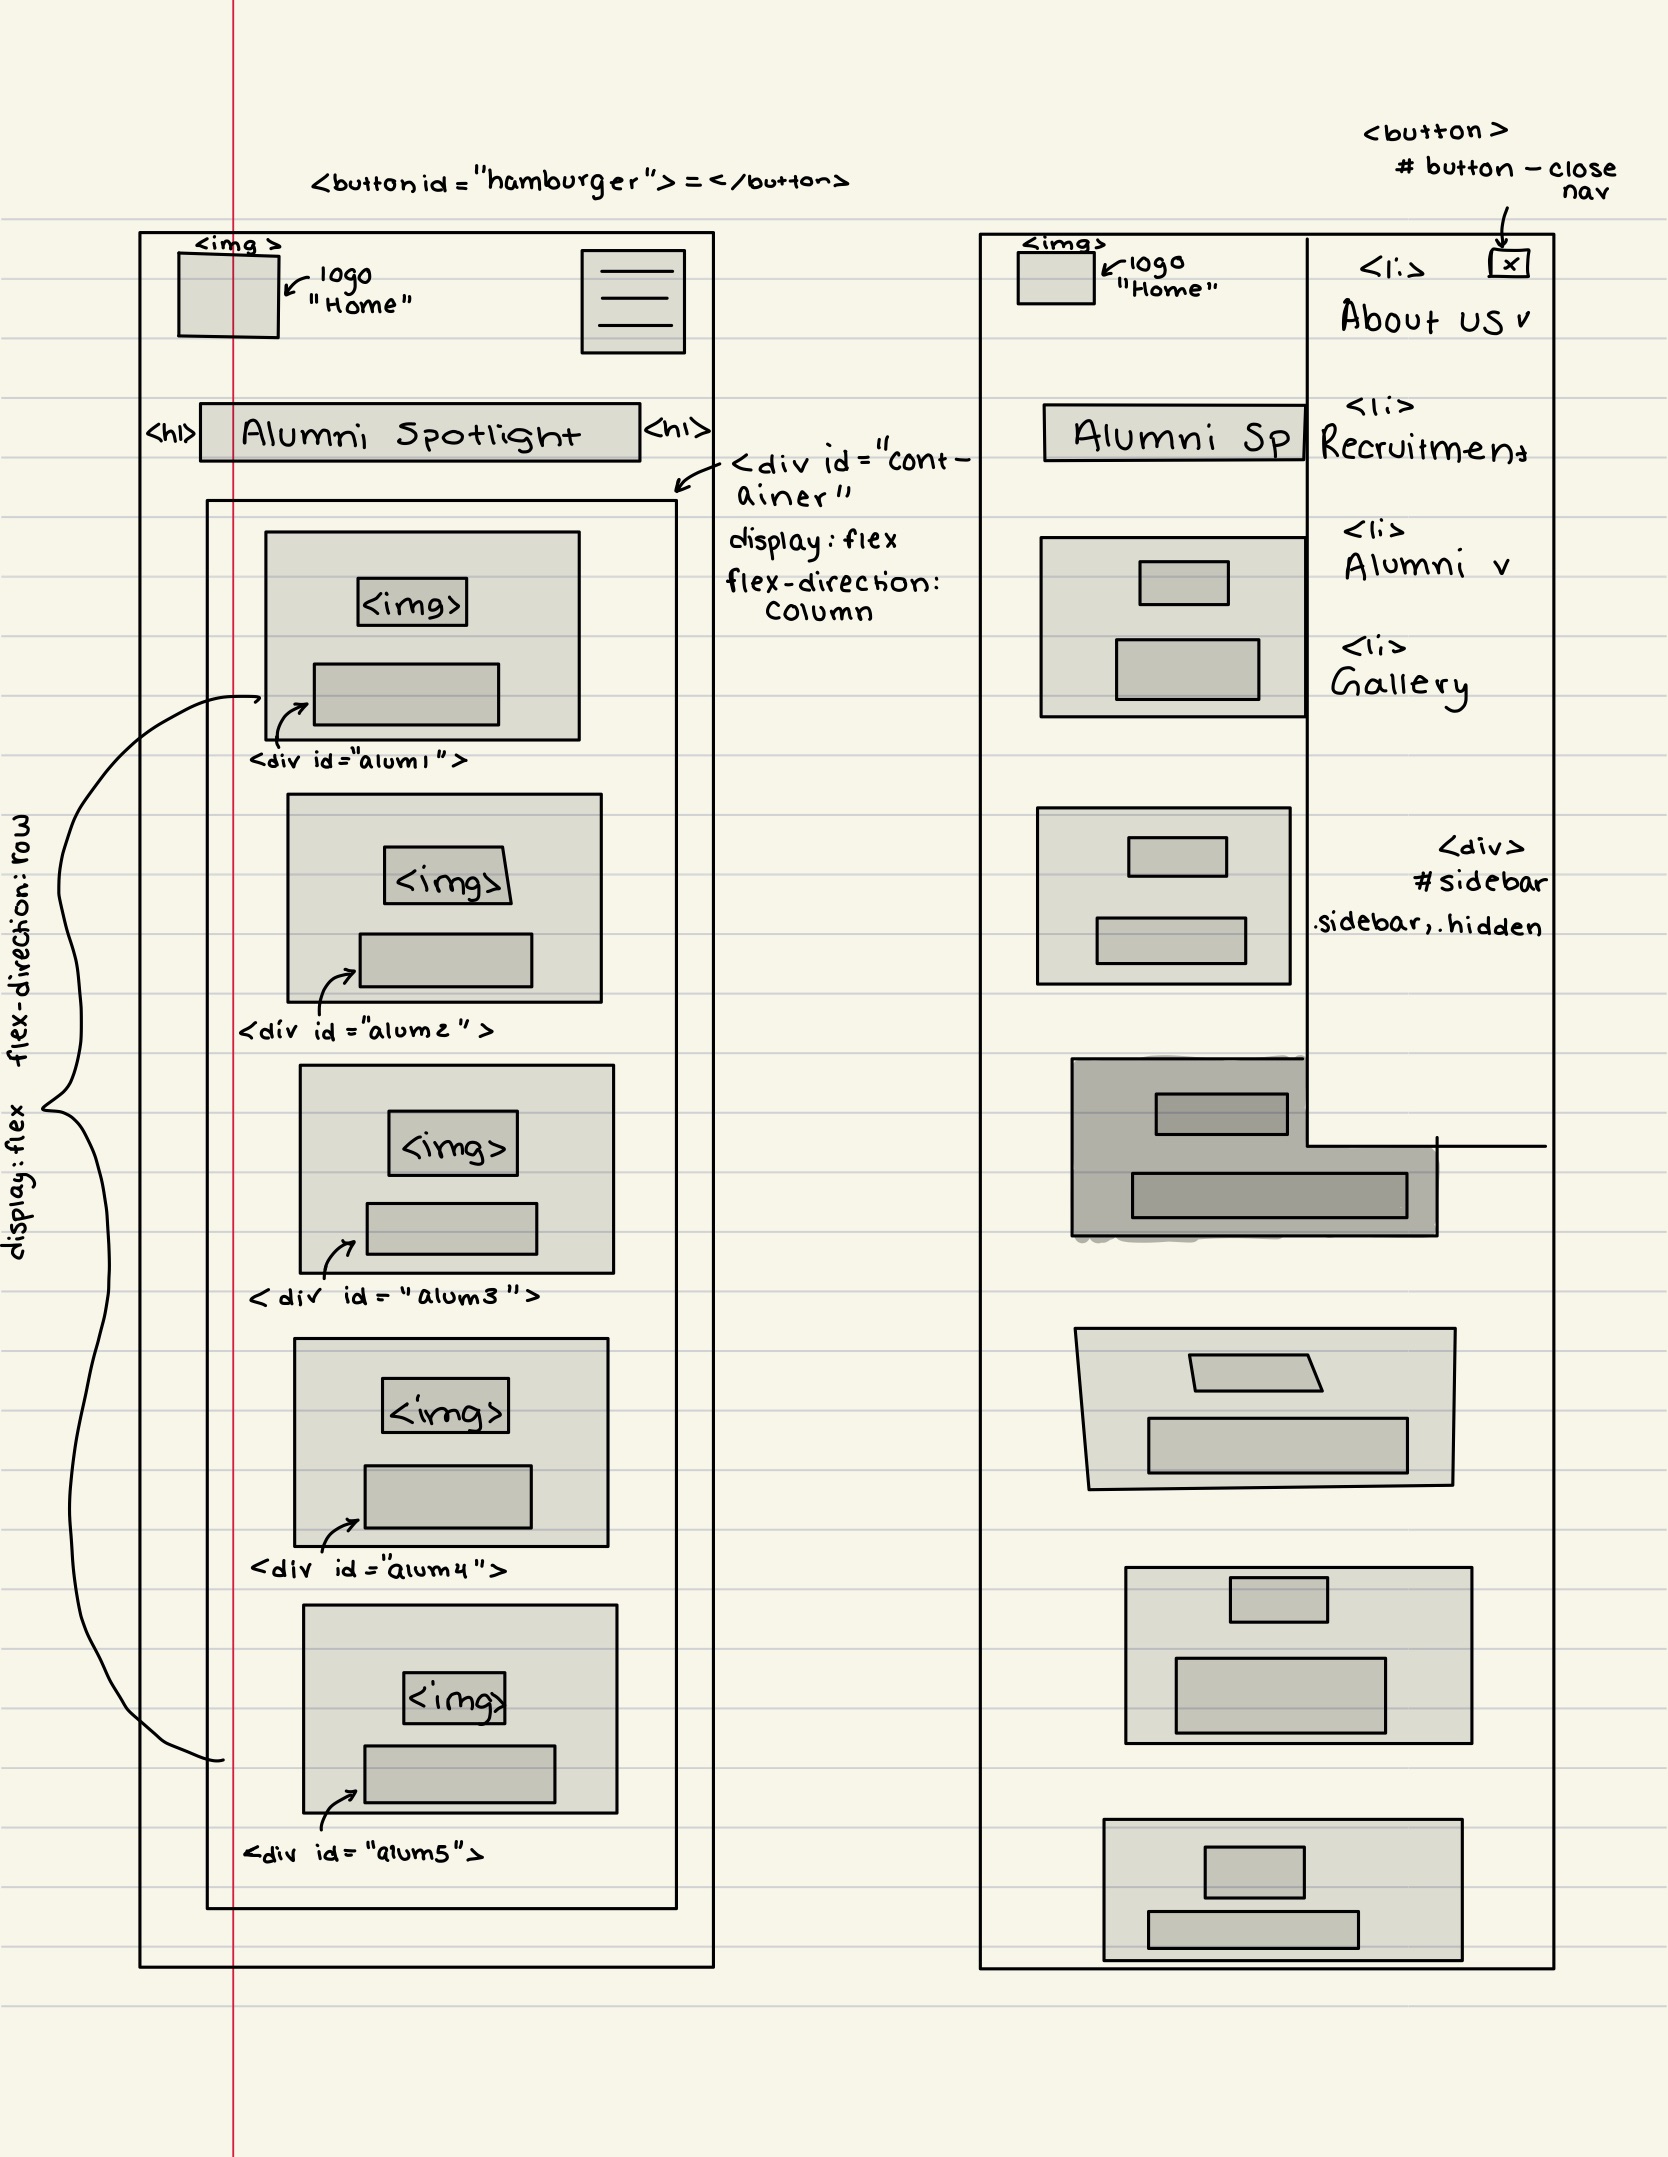 <button id="hamburger"> = </button>
<img>
logo
"Home"
<h1>
Alumni Spotlight
<h1>
<div id="cont-
ainer"
display: flex
flex-direction:
column
<img>
<div id="alum1">
<img>
<div id="alum2">
<img>
<div id="alum3">
<img>
<div id="alum4">
<img>
<div id="alum5">
display: flex flex-direction: row
<button>
# button - close
nav
<img>
logo
"Home"
x
<li>
About us v
Alumni Sp
<li>
Recruitment
<li>
Alumni v
<li>
Gallery
<div>
# sidebar
.sidebar, .hidden